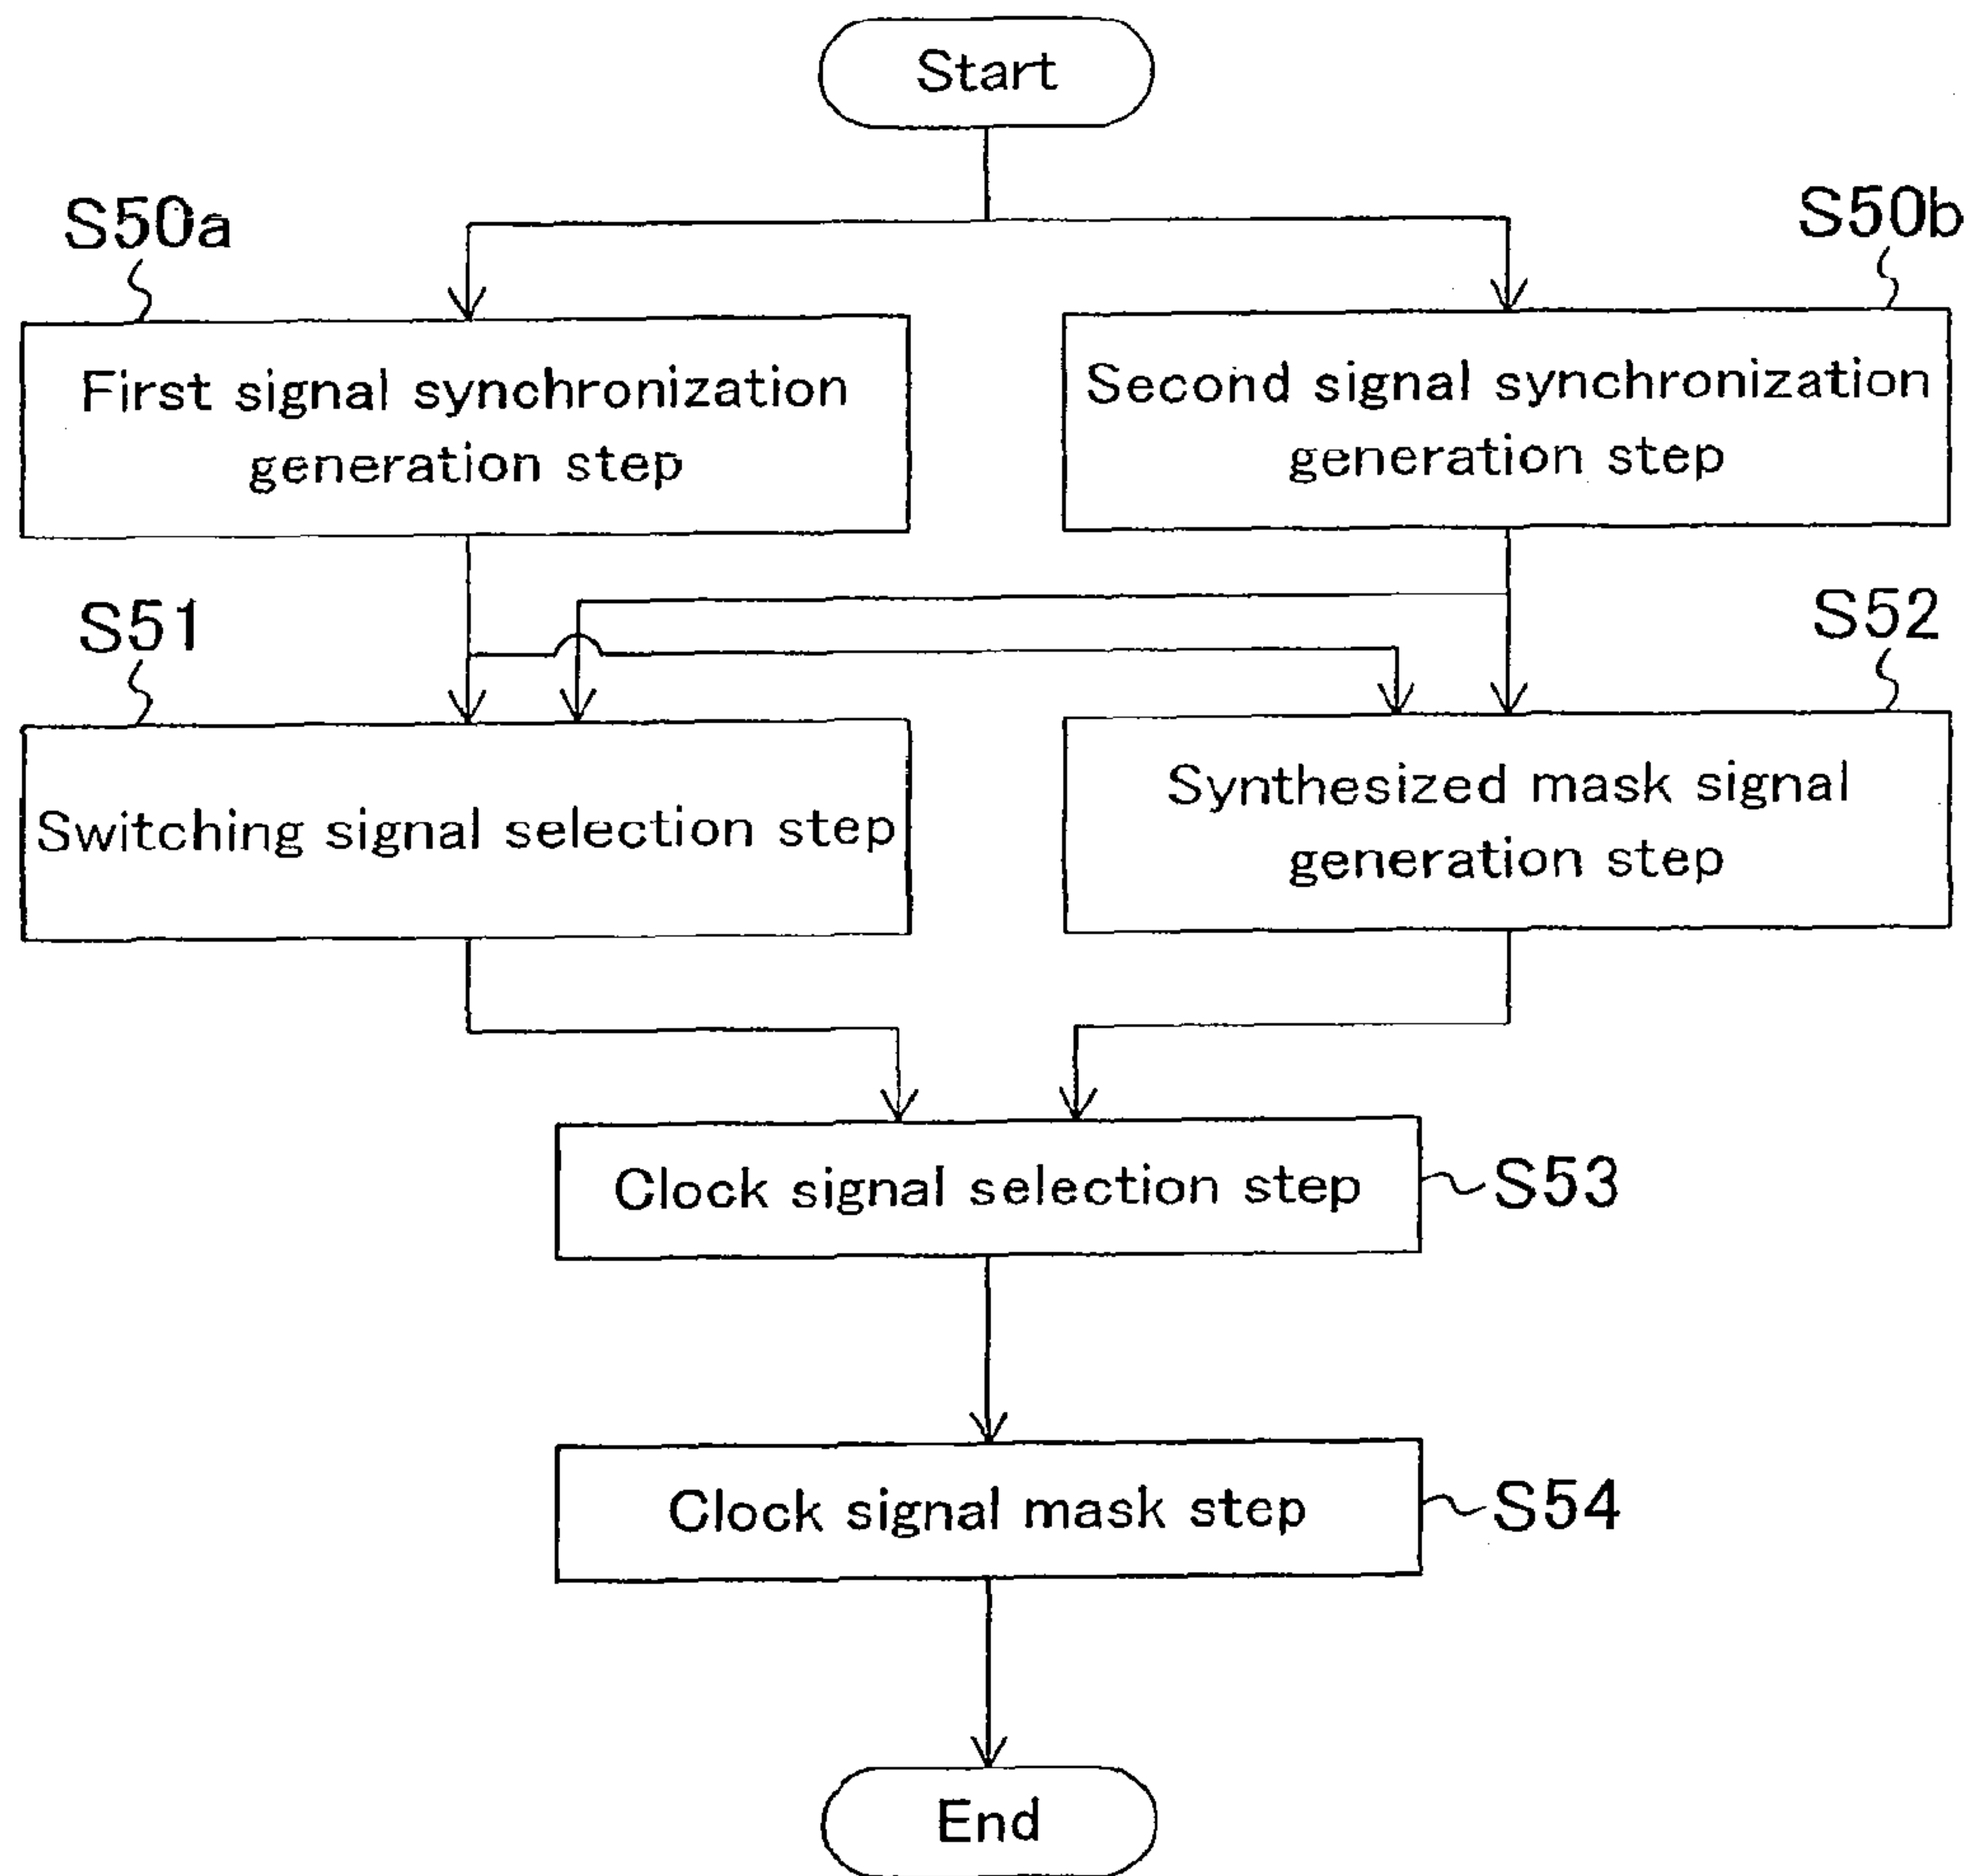 Start
S50a
S50b
First signal synchronization
generation step
Second signal synchronization
generation step
S51
S52
Switching signal selection step
Synthesized mask signal
generation step
Clock signal selection step
S53
Clock signal mask step
S54
End